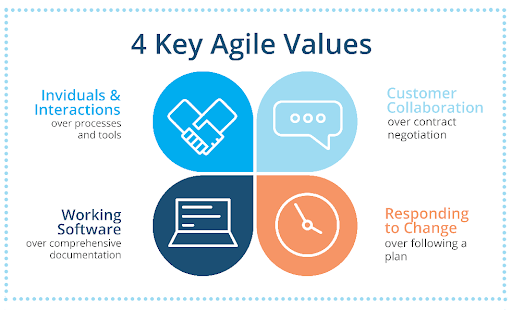 4 Key Agile Values
Inviduals &
Interactions
over processes
and tools
Customer
Collaboration
over contract
negotiation
Working
Software
over comprehensive
documentation
Responding
to Change
over following a
plan